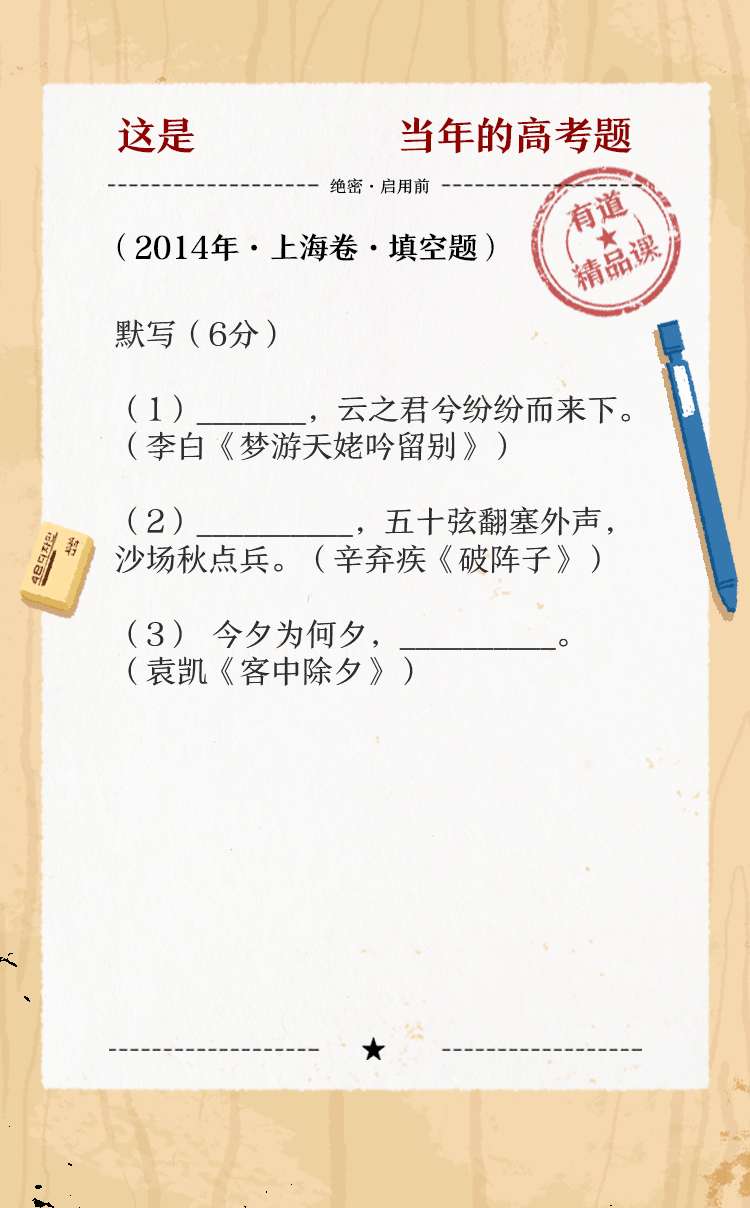 这是 当年的高考题
绝密·启用前
（2014年·上海卷·填空题）
有道
精品课
默写（6分）
（1）_______，云之君兮纷纷而来下。
（李白《梦游天姥吟留别》）
（2）__________，五十弦翻塞外声，
沙场秋点兵。（辛弃疾《破阵子》）
（3） 今夕为何夕，__________。
（袁凯《客中除夕》）